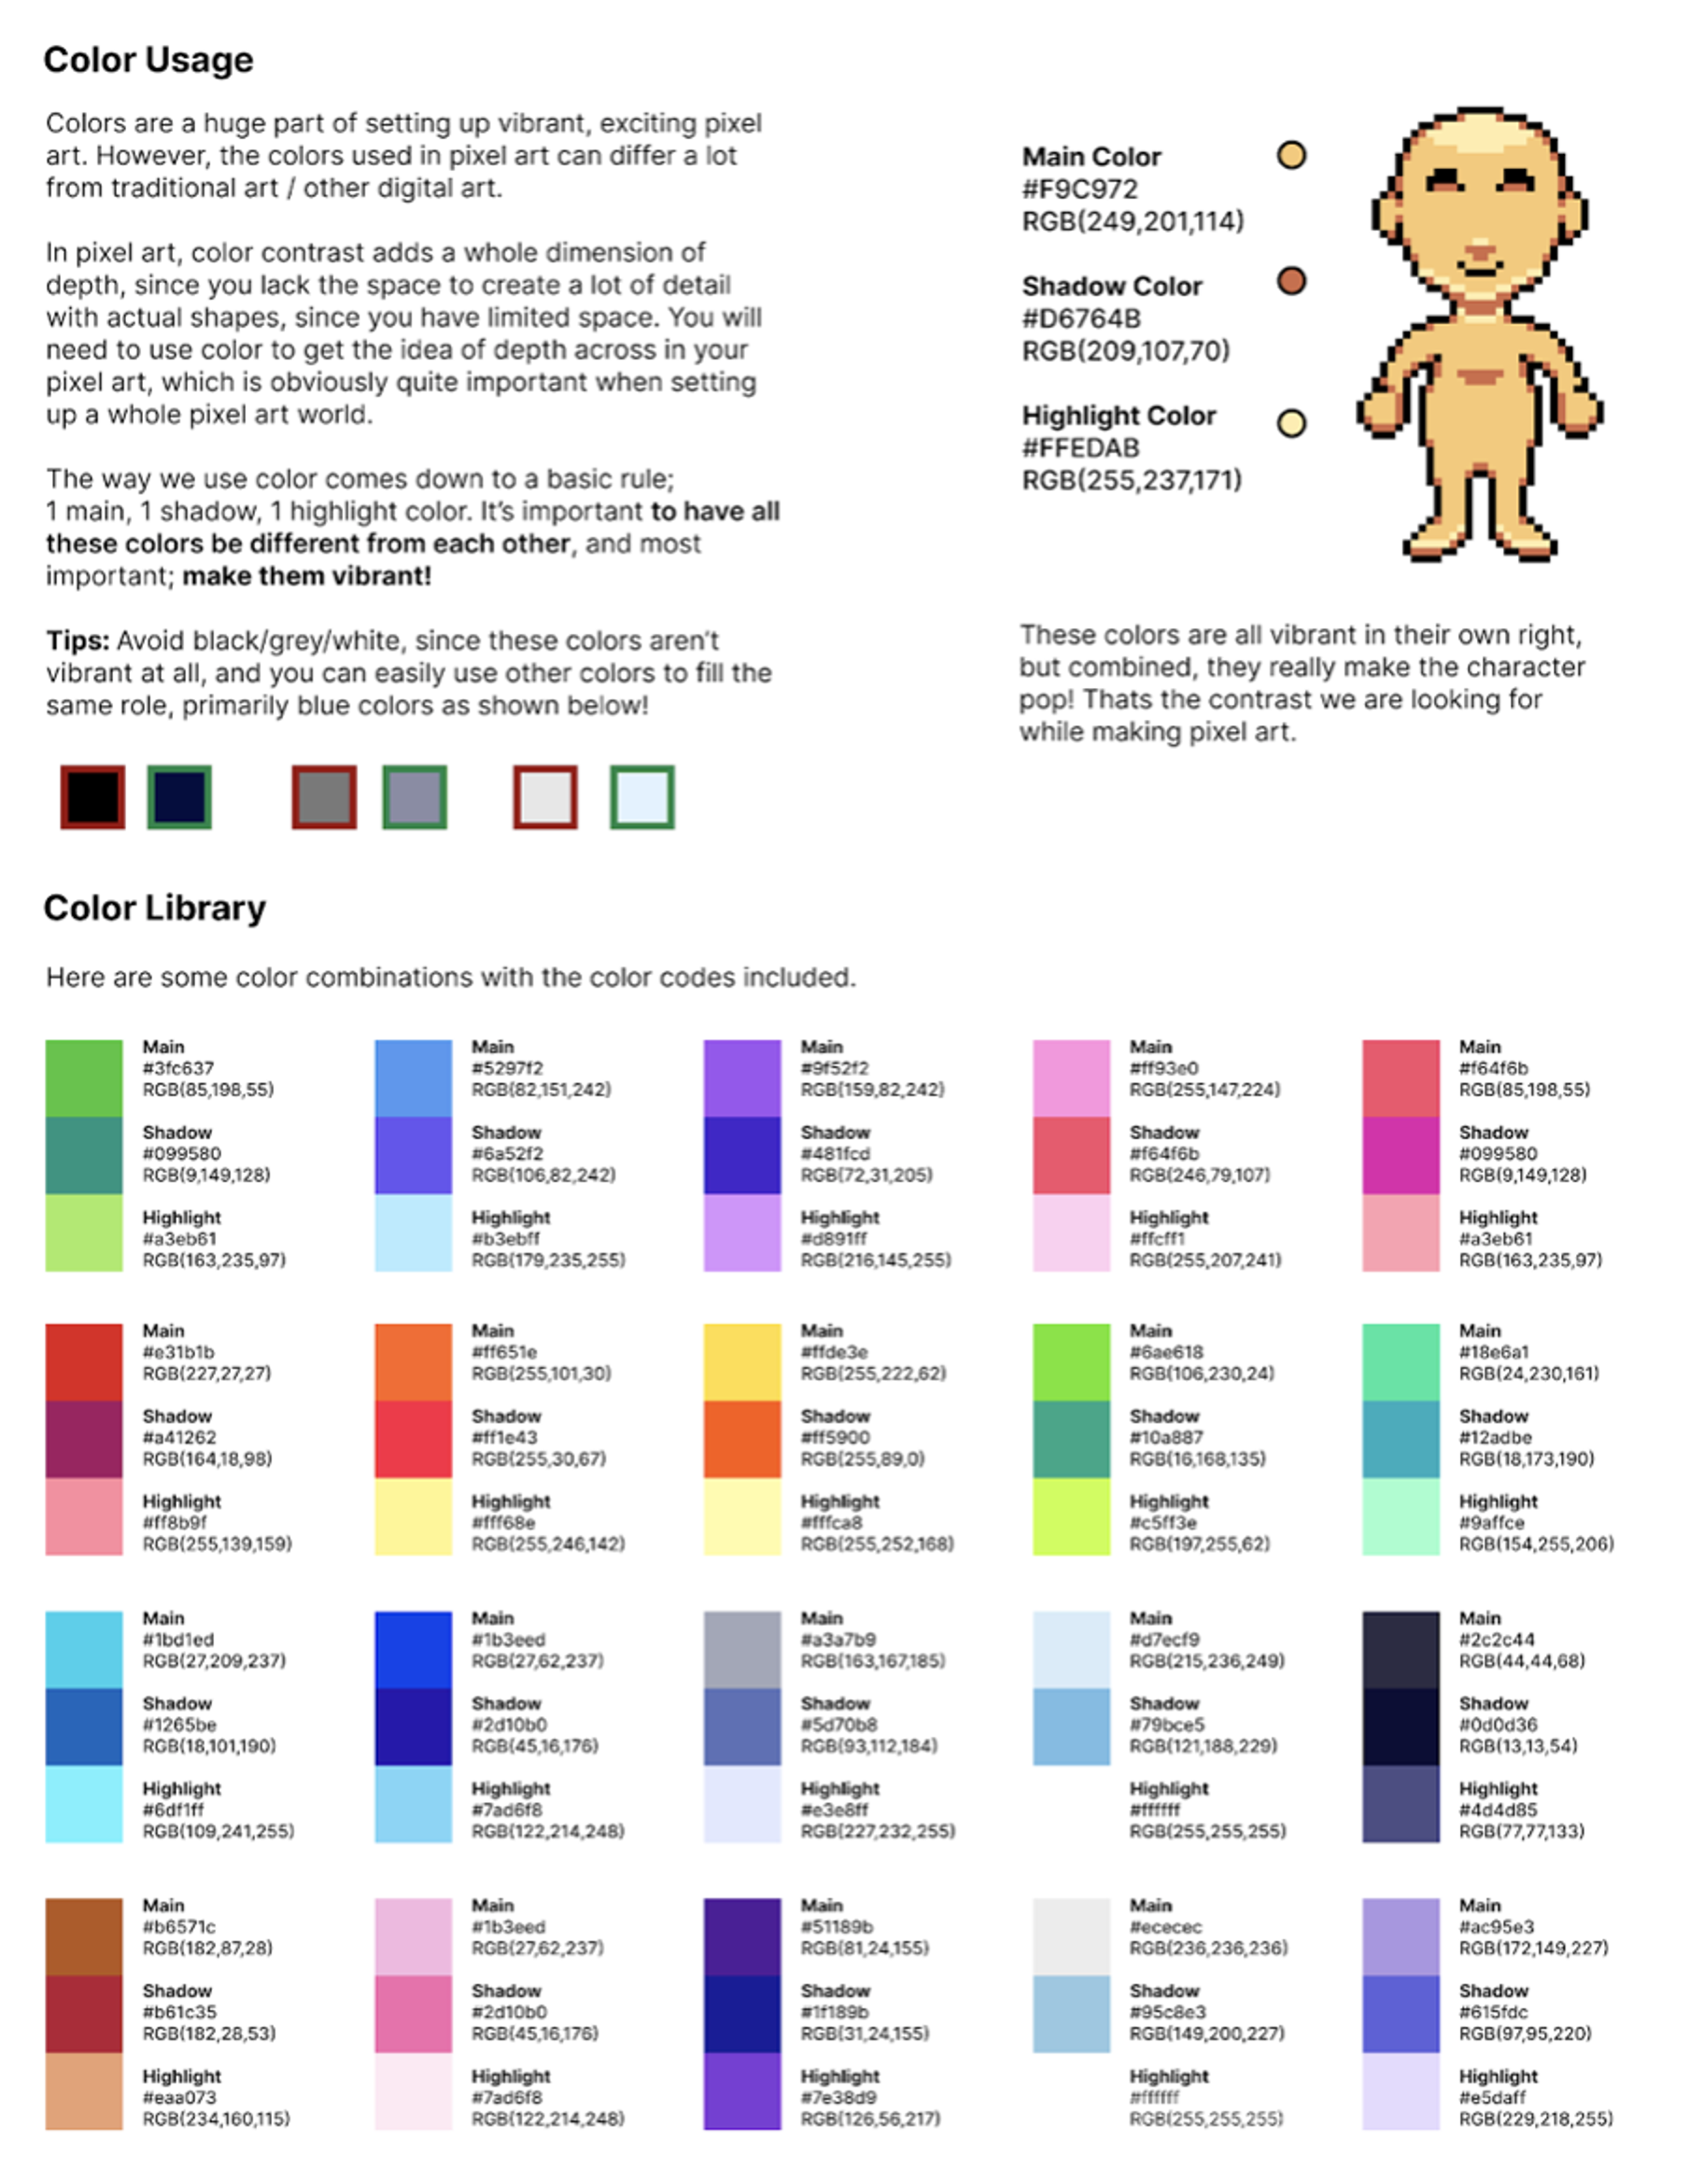 Color Usage
Colors are a huge part of setting up vibrant, exciting pixel
art. However, the colors used in pixel art can differ a lot
from traditional art / other digital art.
In pixel art, color contrast adds a whole dimension of
depth, since you lack the space to create a lot of detail
with actual shapes, since you have limited space. You will
need to use color to get the idea of depth across in your
pixel art, which is obviously quite important when setting
up a whole pixel art world.
The way we use color comes down to a basic rule;
1 main, 1 shadow, 1 highlight color. It's important to have all
these colors be different from each other, and most
important; make them vibrant!
Tips: Avoid black/grey/white, since these colors aren't
vibrant at all, and you can easily use other colors to fill the
same role, primarily blue colors as shown below!
Main Color
#F9C972
RGB(249,201,114)
Shadow Color
#D6764B
RGB(209,107,70)
Highlight Color
#FFEDAB
RGB(255,237,171)
These colors are all vibrant in their own right,
but combined, they really make the character
pop! Thats the contrast we are looking for
while making pixel art.
Color Library
Here are some color combinations with the color codes included.
Main
#3fc637
RGB(85,198,55)
Shadow
#099580
RGB(9,149,128)
Highlight
#a3eb61
RGB(163,235,97)
Main
#5297f2
RGB(82,151,242)
Shadow
#6a52f2
RGB(106,82,242)
Highlight
#b3ebff
RGB(179,235,255)
Main
#9f52f2
RGB(159,82,242)
Shadow
#481fcd
RGB(72,31,205)
Highlight
#d891ff
RGB(216,145,255)
Main
#ff93e0
RGB(255,147,224)
Shadow
#f64f6b
RGB(246,79,107)
Highlight
#ffcff1
RGB(255,207,241)
Main
#f64f6b
RGB(85,198,55)
Shadow
#099580
RGB(9,149,128)
Highlight
#a3eb61
RGB(163,235,97)
Main
#e31b1b
RGB(227,27,27)
Shadow
#a41262
RGB(164,18,98)
Highlight
#ff8b9f
RGB(255,139,159)
Main
#ff651e
RGB(255,101,30)
Shadow
#ff1e43
RGB(255,30,67)
Highlight
#fff68e
RGB(255,246,142)
Main
#ffde3e
RGB(255,222,62)
Shadow
#ff5900
RGB(255,89,0)
Highlight
#fffca8
RGB(255,252,168)
Main
#6ae618
RGB(106,230,24)
Shadow
#10a887
RGB(16,168,135)
Highlight
#c5ff3e
RGB(197,255,62)
Main
#18e6a1
RGB(24,230,161)
Shadow
#12adbe
RGB(18,173,190)
Highlight
#9affce
RGB(154,255,206)
Main
#1bd1ed
RGB(27,209,237)
Shadow
#1265be
RGB(18,101,190)
Highlight
#6df1ff
RGB(109,241,255)
Main
#1b3eed
RGB(27,62,237)
Shadow
#2d10b0
RGB(45,16,176)
Highlight
#7ad6f8
RGB(122,214,248)
Main
#a3a7b9
RGB(163,167,185)
Shadow
#5d70b8
RGB(93,112,184)
Highlight
#e3e8ff
RGB(227,232,255)
Main
#d7ecf9
RGB(215,236,249)
Shadow
#79bce5
RGB(121,188,229)
Highlight
#ffffff
RGB(255,255,255)
Main
#2c2c44
RGB(44,44,68)
Shadow
#0d0d36
RGB(13,13,54)
Highlight
#4d4d85
RGB(77,77,133)
Main
#b6571c
RGB(182,87,28)
Shadow
#b61c35
RGB(182,28,53)
Highlight
#eaa073
RGB(234,160,115)
Main
#1b3eed
RGB(27,62,237)
Shadow
#2d10b0
RGB(45,16,176)
Highlight
#7ad6f8
RGB(122,214,248)
Main
#51189b
RGB(81,24,155)
Shadow
#1f189b
RGB(31,24,155)
Highlight
#7e38d9
RGB(126,56,217)
Main
#ececec
RGB(236,236,236)
Shadow
#95c8e3
RGB(149,200,227)
Highlight
#ffffff
RGB(255,255,255)
Main
#ac95e3
RGB(172,149,227)
Shadow
#615fdc
RGB(97,95,220)
Highlight
#e5daff
RGB(229,218,255)